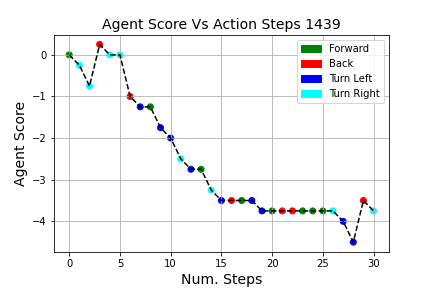 Agent Score Vs Action Steps 1439
Forward
Back
Turn Left
Turn Right
0
−1
−2
−3
−4
Agent Score
0 5 10 15 20 25 30
Num. Steps